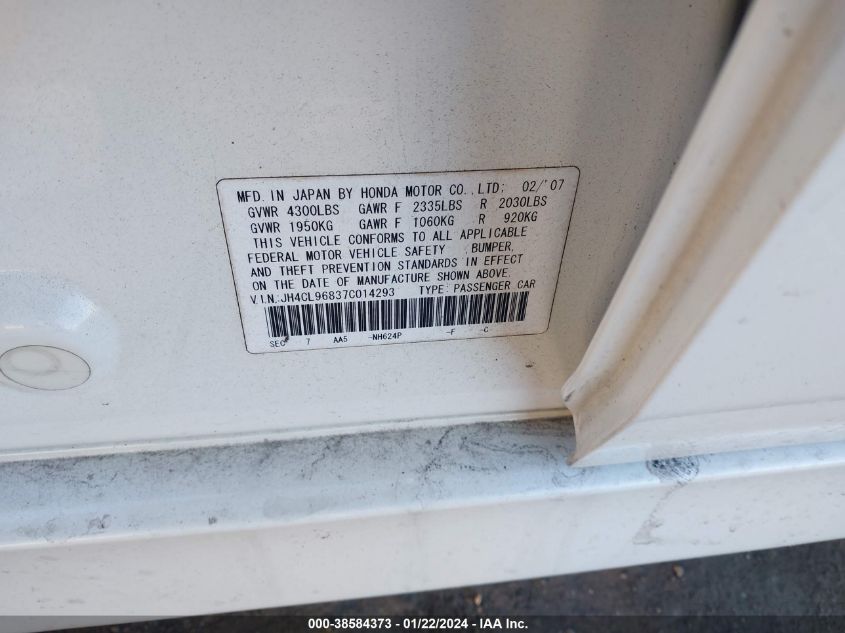 MFD. IN JAPAN BY HONDA MOTOR CO.,LTD: 02/'07
GVWR 4300LBS GAWR F 2335LBS R 2030LBS
GVWR 1950KG GAWR F 1060KG R 920KG
THIS VEHICLE CONFORMS TO ALL APPLICABLE
FEDERAL MOTOR VEHICLE SAFETY , BUMPER,
AND THEFT PREVENTION STANDARDS IN EFFECT
ON THE DATE OF MANUFACTURE SHOWN ABOVE.
V.I.N.:JH4CL96837C014293 TYPE: PASSENGER CAR
SEC 7 AA5 -NH624P -F -C
000-38584373 | 01/22/2024 | IAA Inc.